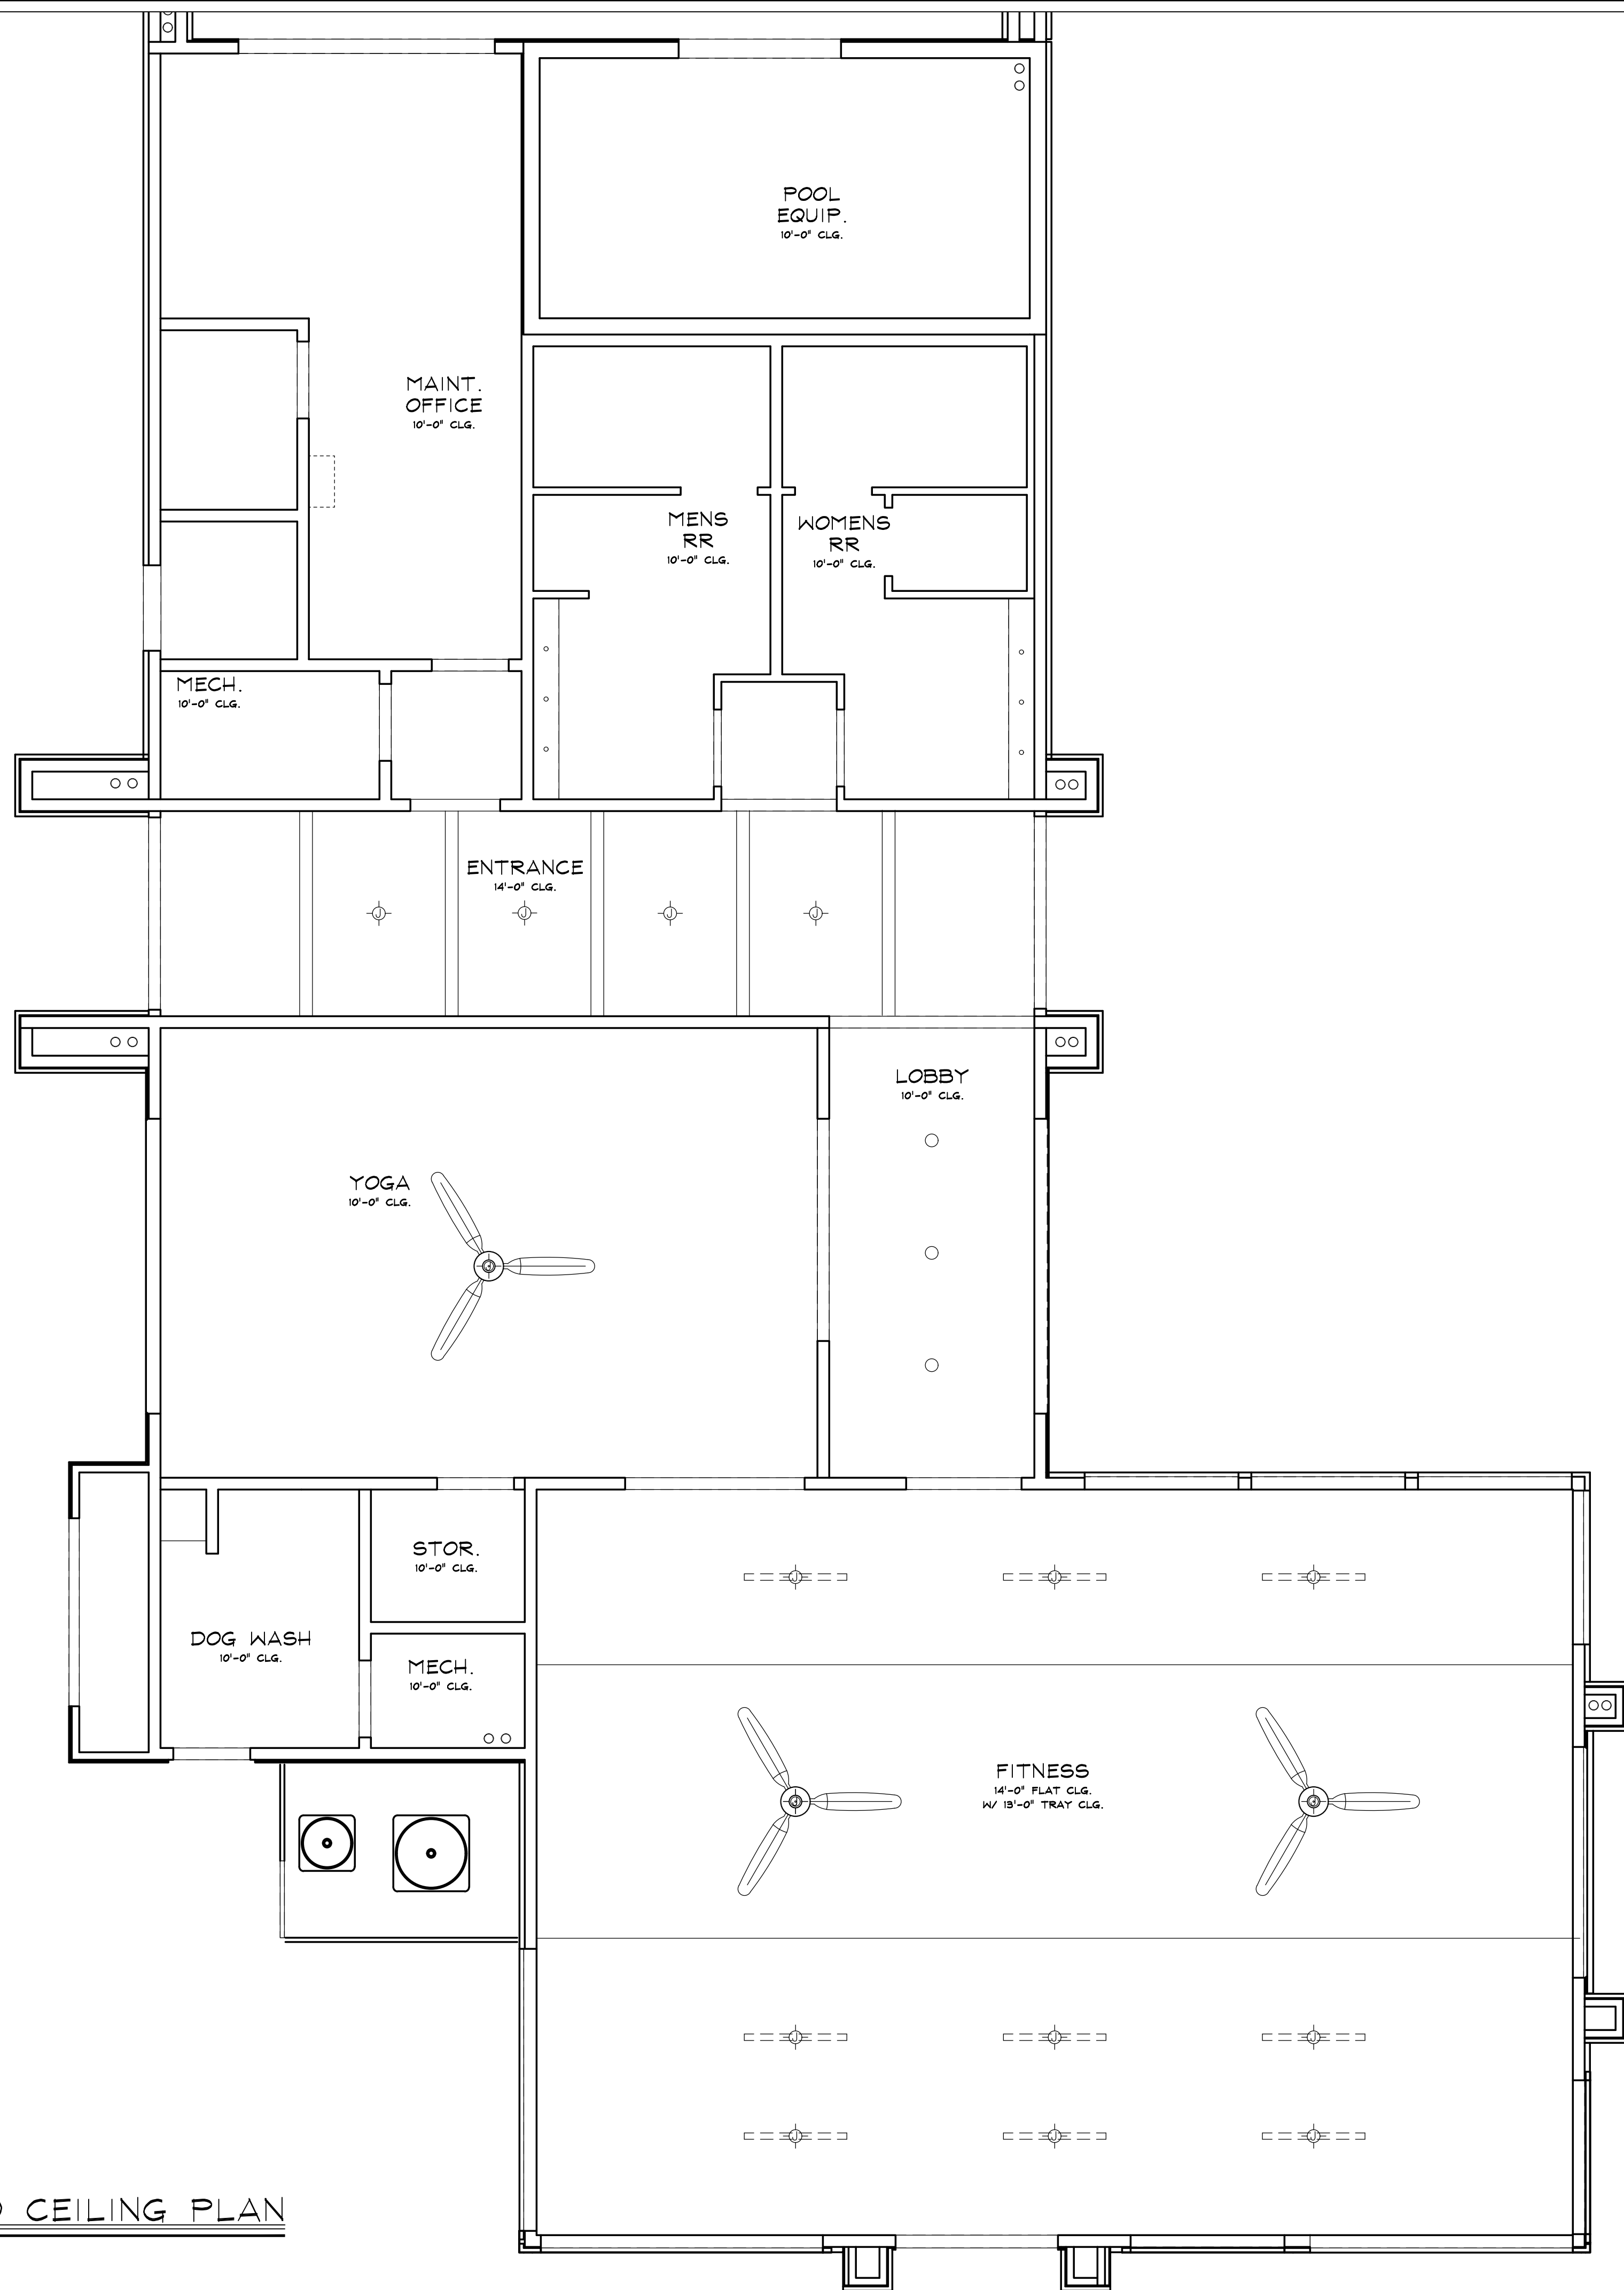 POOL
EQUIP.
10'-0" CLG.
MAINT.
OFFICE
10'-0" CLG.
MENS
RR
10'-0" CLG.
WOMENS
RR
10'-0" CLG.
MECH.
10'-0" CLG.
ENTRANCE
14'-0" CLG.
J
J
J
J
LOBBY
10'-0" CLG.
YOGA
10'-0" CLG.
J
STOR.
10'-0" CLG.
J
J
J
DOG WASH
10'-0" CLG.
MECH.
10'-0" CLG.
FITNESS
14'-0" FLAT CLG.
W/ 13'-0" TRAY CLG.
J
J
J
J
J
J
J
J
CEILING PLAN